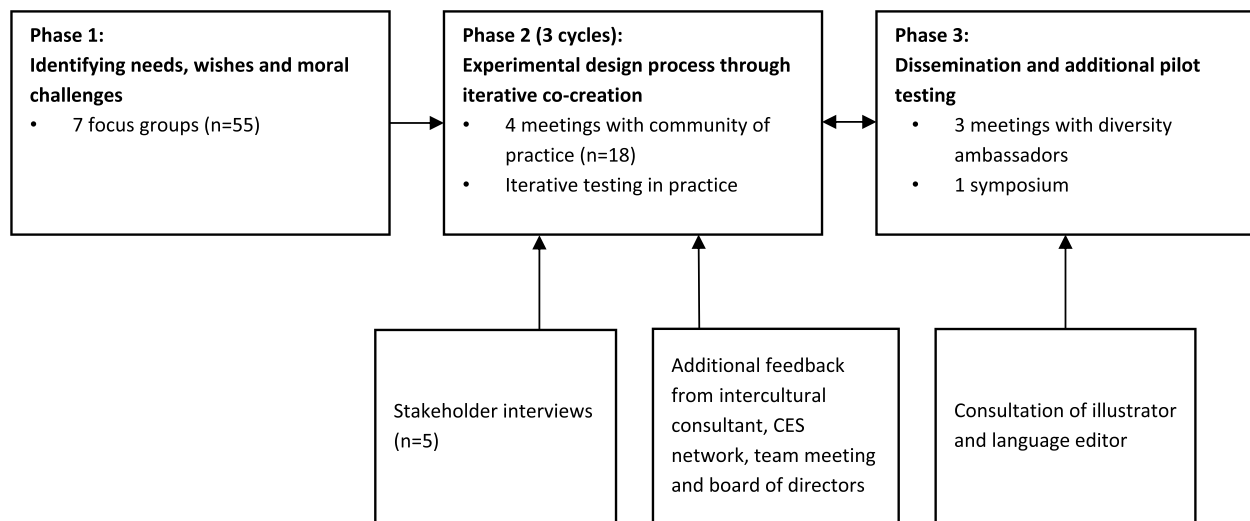 Phase 1:
Identifying needs, wishes and moral
challenges
• 7 focus groups (n=55)
Phase 2 (3 cycles):
Experimental design process through
iterative co-creation
• 4 meetings with community of
practice (n=18)
• Iterative testing in practice
Phase 3:
Dissemination and additional pilot
testing
• 3 meetings with diversity
ambassadors
• 1 symposium
Stakeholder interviews
(n=5)
Additional feedback
from intercultural
consultant, CES
network, team meeting
and board of directors
Consultation of illustrator
and language editor